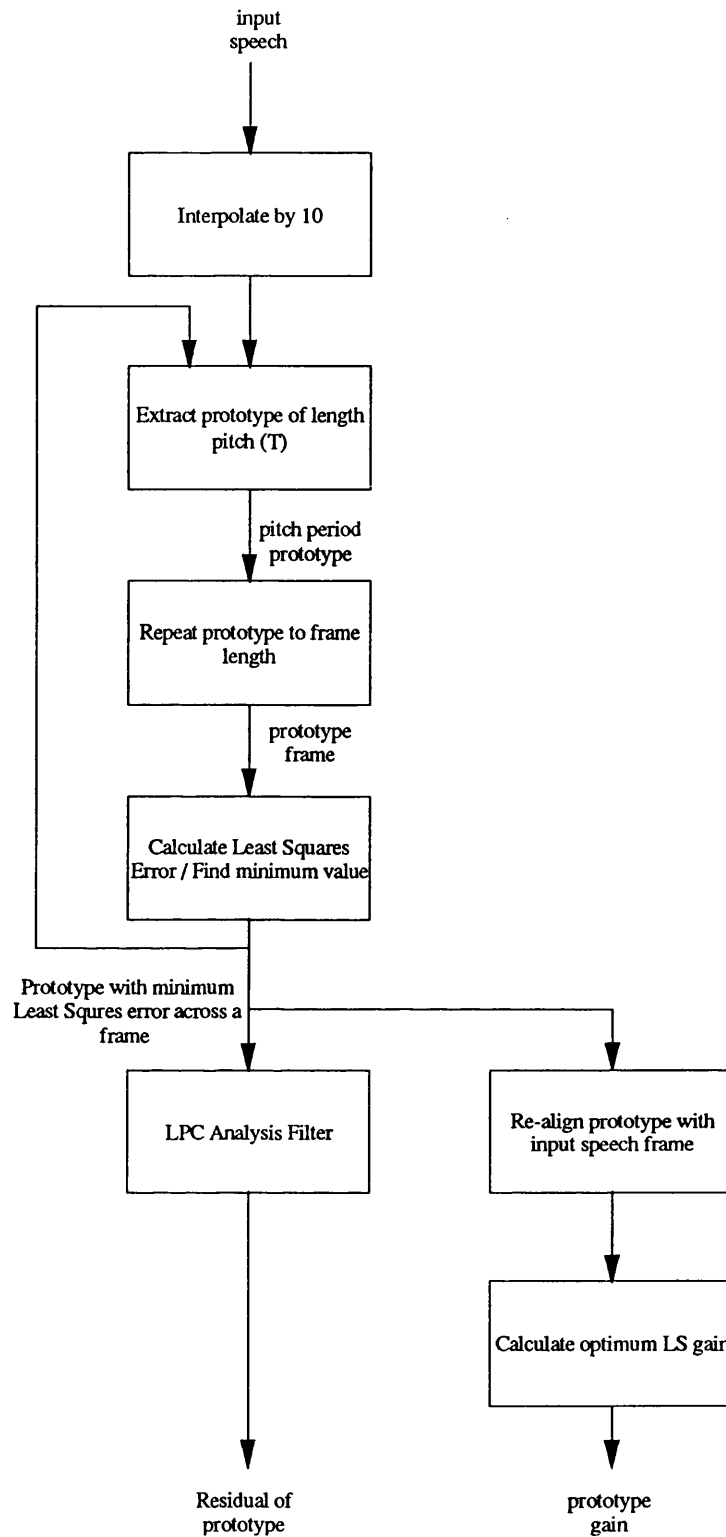 input
speech
Interpolate by 10
Extract prototype of length
pitch (T)
pitch period
prototype
Repeat prototype to frame
length
prototype
frame
Calculate Least Squares
Error / Find minimum value
Prototype with minimum
Least Squres error across a
frame
LPC Analysis Filter
Re-align prototype with
input speech frame
Calculate optimum LS gain
Residual of
prototype
prototype
gain